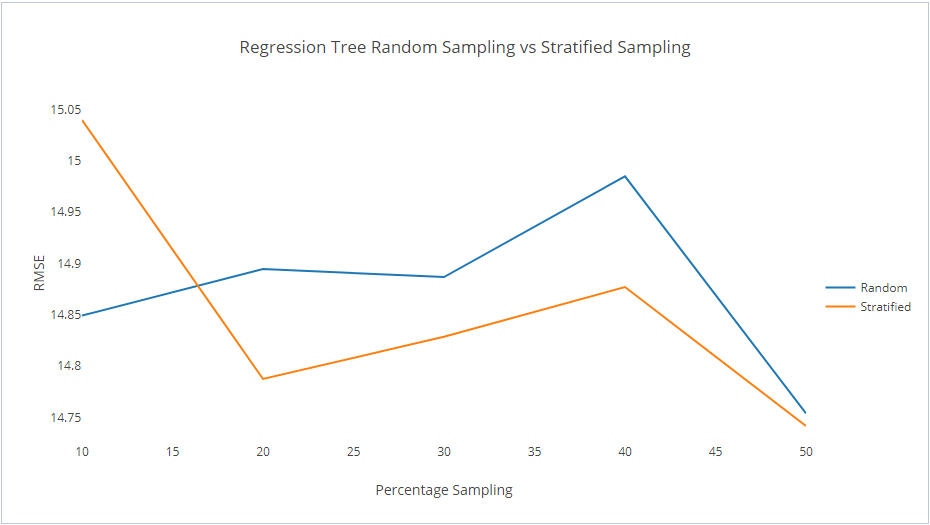 Regression Tree Random Sampling vs Stratified Sampling
15.05
15
14.95
14.9
14.85
14.8
14.75
RMSE
10 15 20 25 30 35 40 45 50
Percentage Sampling
Random
Stratified